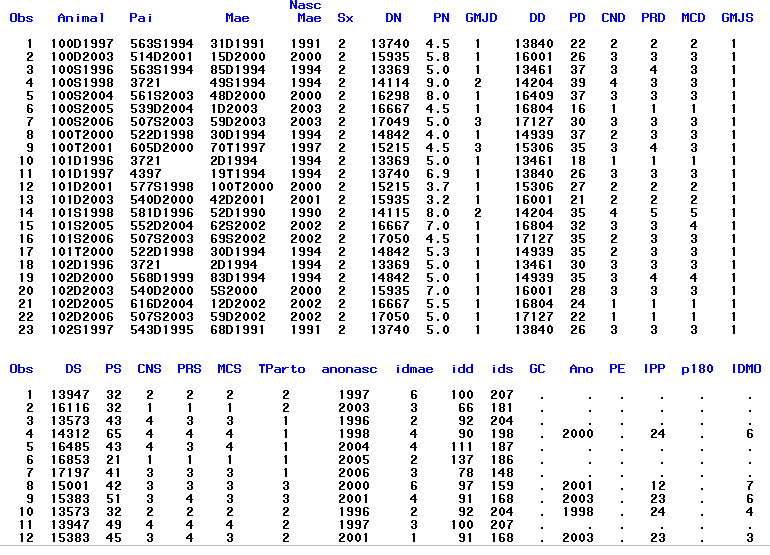 Nasc
Obs Animal Pai Mae Mae Sx DN PN GMJD DD PD CND PRD MCD GMJS
1 100D1997 563S1994 31D1991 1991 2 13740 4.5 1 13840 22 2 2 2 1
2 100D2003 514D2001 15D2000 2000 2 15935 5.8 1 16001 26 3 3 3 1
3 100S1996 563S1994 85D1994 1994 2 13369 5.0 1 13461 37 3 4 3 1
4 100S1998 3721 49S1994 1994 2 14114 9.0 2 14204 39 4 3 3 1
5 100S2004 561S2003 48D2000 2000 2 16298 8.0 1 16409 37 3 3 3 1
6 100S2005 539D2004 1D2003 2003 2 16667 4.5 1 16804 16 1 1 1 1
7 100S2006 507S2003 59D2003 2003 2 17049 5.0 3 17127 30 3 3 3 1
8 100T2000 522D1998 30D1994 1994 2 14842 4.0 1 14939 37 2 3 3 1
9 100T2001 605D2000 70T1997 1997 2 15215 4.5 3 15306 35 3 4 3 1
10 101D1996 3721 2D1994 1994 2 13369 5.0 1 13461 18 1 1 1 1
11 101D1997 4397 19T1994 1994 2 13740 6.9 1 13840 26 3 3 3 1
12 101D2001 577S1998 100T2000 2000 2 15215 3.7 1 15306 27 2 2 2 1
13 101D2003 540D2000 42D2001 2001 2 15935 3.2 1 16001 21 2 2 2 1
14 101S1998 581D1996 52D1990 1990 2 14115 8.0 2 14204 35 4 5 5 1
15 101S2005 552D2004 62S2002 2002 2 16667 7.0 1 16804 32 3 3 4 1
16 101S2006 507S2003 69S2002 2002 2 17050 4.5 1 17127 35 2 3 3 1
17 101T2000 522D1998 30D1994 1994 2 14842 5.3 1 14939 35 2 3 3 1
18 102D1996 3721 2D1994 1994 2 13369 5.0 1 13461 30 3 3 3 1
19 102D2000 568D1999 83D1994 1994 2 14842 5.0 1 14939 35 3 4 4 1
20 102D2003 540D2000 5S2000 2000 2 15935 7.0 1 16001 28 3 3 3 1
21 102D2005 616D2004 12D2002 2002 2 16667 5.5 1 16804 24 1 1 1 1
22 102D2006 507S2003 59D2002 2002 2 17050 5.0 1 17127 22 1 1 1 1
23 102S1997 543D1995 68D1991 1991 2 13740 5.0 1 13840 26 3 3 3 1
Obs DS PS CNS PRS MCS TParto anonasc idmae idd ids GC Ano PE IPP p180 IDMO
1 13947 32 2 2 2 2 1997 6 100 207 . . . . . .
2 16116 32 1 1 1 2 2003 3 66 181 . . . . . .
3 13573 43 4 3 3 1 1996 2 92 204 . . . . . .
4 14312 65 4 4 4 1 1998 4 90 198 . 2000 . 24 . 6
5 16485 43 4 3 4 1 2004 4 111 187 . . . . . .
6 16853 21 1 1 1 1 2005 2 137 186 . . . . . .
7 17197 41 3 3 3 1 2006 3 78 148 . . . . . .
8 15001 42 3 3 3 3 2000 6 97 159 . 2001 . 12 . 7
9 15383 51 3 4 3 3 2001 4 91 168 . 2003 . 23 . 6
10 13573 32 2 2 2 2 1996 2 92 204 . 1998 . 24 . 4
11 13947 49 4 4 4 2 1997 3 100 207 . . . . . .
12 15383 45 3 4 3 2 2001 1 91 168 . 2003 . 23 . 3